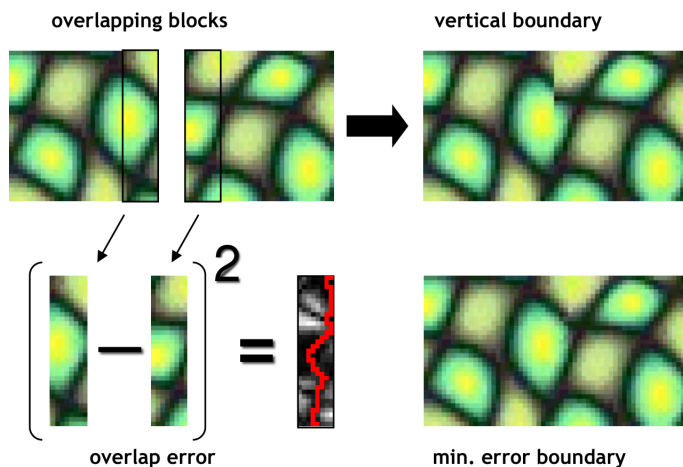 overlapping blocks
vertical boundary
2
overlap error
min. error boundary